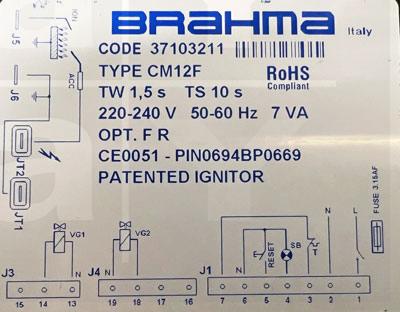 BRAHMA
Italy
CODE 37103211
TYPE CM12F
RoHS
Compliant
TW 1,5 s TS 10 s
220-240 V 50-60 Hz 7 VA
OPT. F R
CE0051 - PIN0694BP0669
PATENTED IGNITOR
J5
ION
J6
ACC
JT2
JT1
FUSE 3.15AF
VG1
VG2
RESET
SB
T
N
L
J3
N
J4
N
J1
15 14 13
19 18 17 16
7 6 5 4 3 2 1